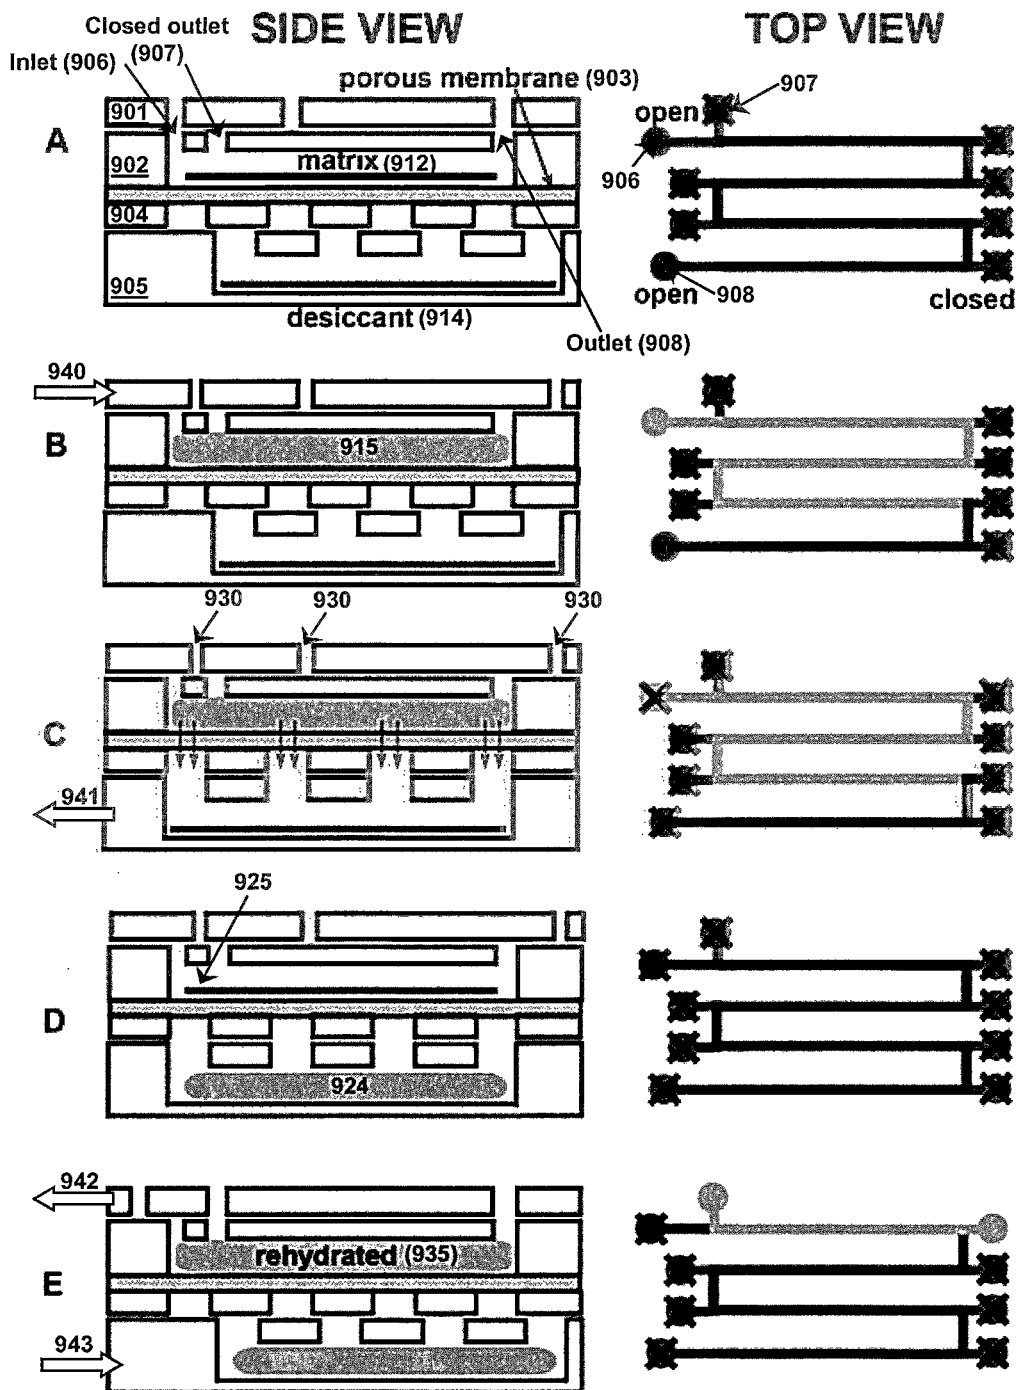 SIDE VIEW
TOP VIEW
Closed outlet
(907)
Inlet (906)
porous membrane (903)
A
901
902
matrix (912)
904
905
desiccant (914)
Outlet (908)
open
907
906
open
908
closed
940
B
915
930
930
930
C
941
925
D
924
942
E
rehydrated (935)
943